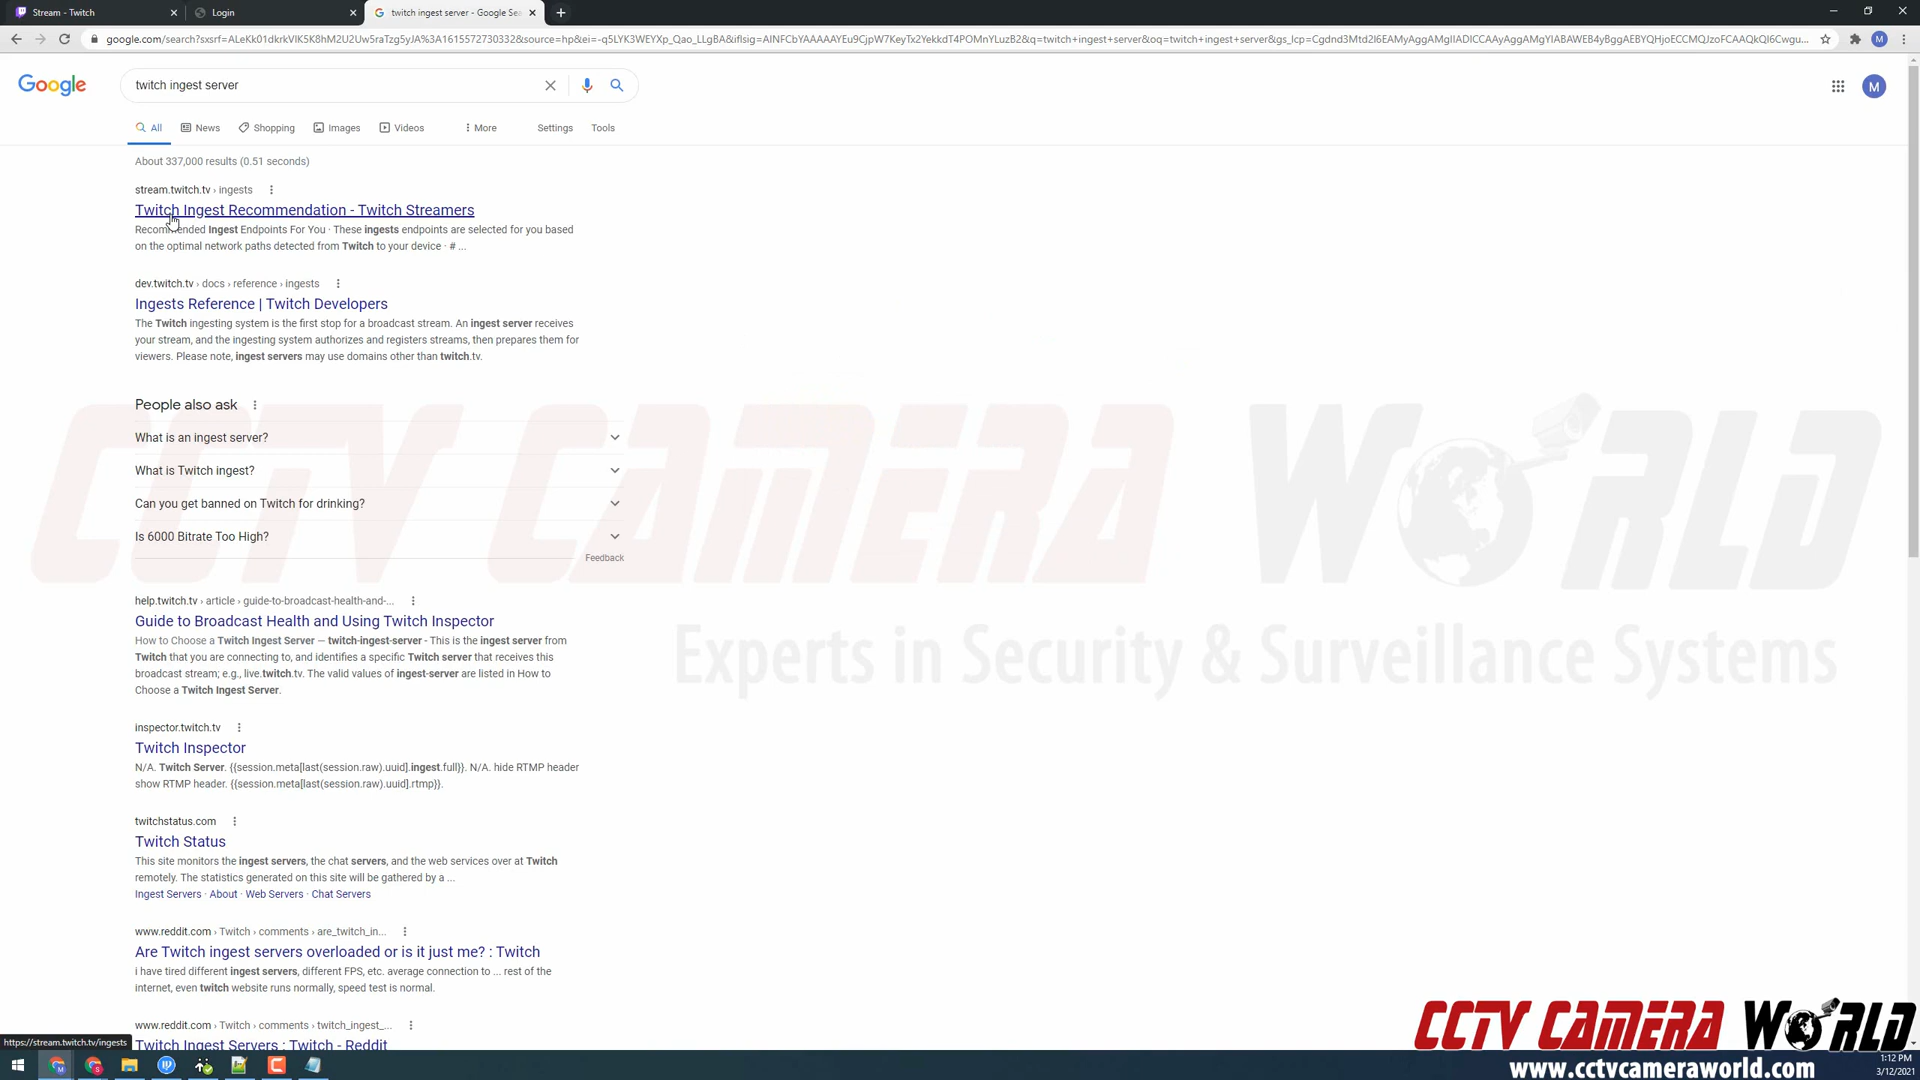 Stream - Twitch
Login
twitch ingest server - Google Sea
google.com/search?sxsrf=ALeKk01dkrkVIK5K8hM2U2Uw5raTzg5yJA%3A1615572730332&source=hp&ei=-q5LYK3WEYXp_Qao_LLgBA&iflsig=AINFCbYAAAAAYEu9CjpW7KeyTx2YekkdT4POMnYLuzB2&q=twitch+ingest+server&oq=twitch+ingest+server&gs_lcp=Cgdnd3Mtd2l6EAMyAggAMgIIADICCAAyAggAMgYIABAWEB4yBggAEBYQHjoECCMQJzoFCAAQkQI6Cwgu...
M
Google
twitch ingest server
M
All
News
Shopping
Images
Videos
More
Settings
Tools
About 337,000 results (0.51 seconds)
stream.twitch.tv › ingests
Twitch Ingest Recommendation - Twitch Streamers
Recommended Ingest Endpoints For You · These ingests endpoints are selected for you based
on the optimal network paths detected from Twitch to your device · # ...
dev.twitch.tv › docs › reference › ingests
Ingests Reference | Twitch Developers
The Twitch ingesting system is the first stop for a broadcast stream. An ingest server receives
your stream, and the ingesting system authorizes and registers streams, then prepares them for
viewers. Please note, ingest servers may use domains other than twitch.tv.
People also ask
What is an ingest server?
What is Twitch ingest?
Can you get banned on Twitch for drinking?
Is 6000 Bitrate Too High?
Feedback
CCTV CAMERA WORLD
Experts in Security & Surveillance Systems
help.twitch.tv › article › guide-to-broadcast-health-and-...
Guide to Broadcast Health and Using Twitch Inspector
How to Choose a Twitch Ingest Server — twitch-ingest-server - This is the ingest server from
Twitch that you are connecting to, and identifies a specific Twitch server that receives this
broadcast stream; e.g., live.twitch.tv. The valid values of ingest-server are listed in How to
Choose a Twitch Ingest Server.
inspector.twitch.tv
Twitch Inspector
N/A. Twitch Server. {{session.meta[last(session.raw).uuid].ingest.full}}. N/A. hide RTMP header
show RTMP header. {{session.meta[last(session.raw).uuid].rtmp}}.
twitchstatus.com
Twitch Status
This site monitors the ingest servers, the chat servers, and the web services over at Twitch
remotely. The statistics generated on this site will be gathered by a ...
Ingest Servers · About · Web Servers · Chat Servers
www.reddit.com › Twitch › comments › are_twitch_in...
Are Twitch ingest servers overloaded or is it just me? : Twitch
i have tired different ingest servers, different FPS, etc. average connection to ... rest of the
internet, even twitch website runs normally, speed test is normal.
www.reddit.com › Twitch › comments › twitch_ingest_...
Twitch Ingest Servers : Twitch - Reddit
https://stream.twitch.tv/ingests
CCTV CAMERA WORLD
www.cctvcameraworld.com
1:12 PM
3/12/2021